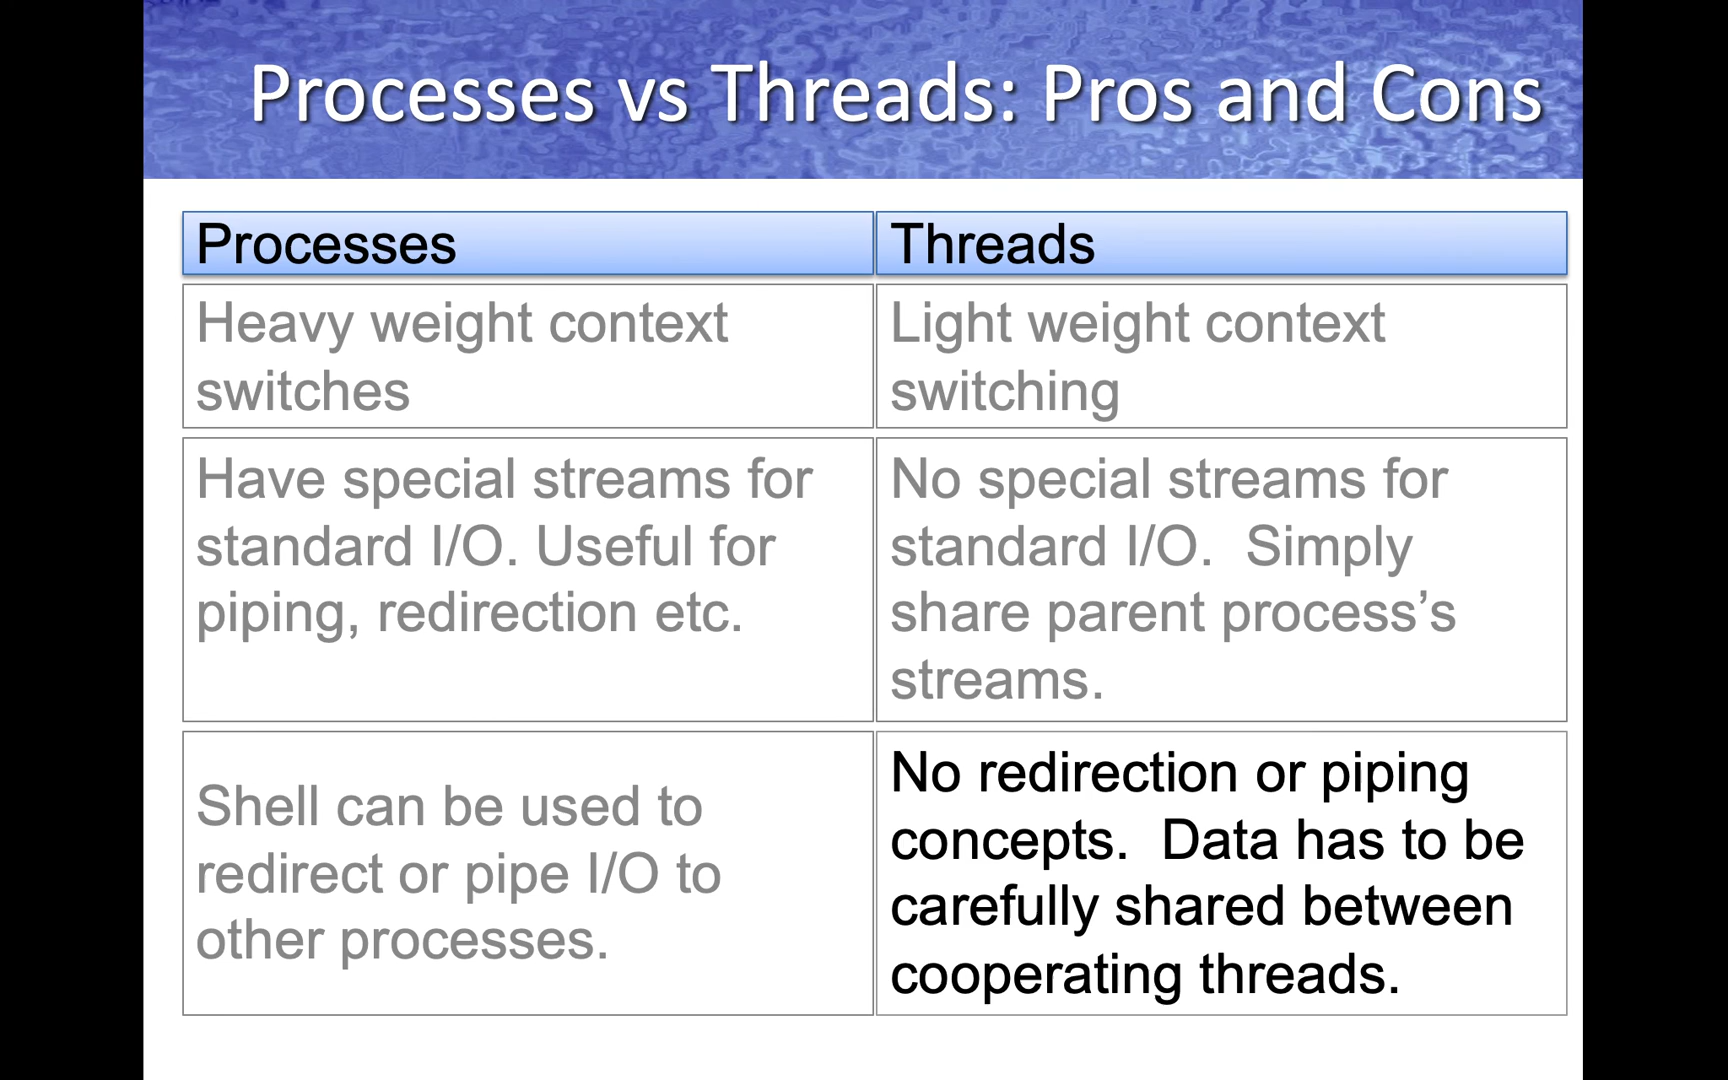 Processes vs Threads: Pros and Cons
Processes
Threads
Heavy weight context
switches
Light weight context
switching
Have special streams for
standard I/O. Useful for
piping, redirection etc.
No special streams for
standard I/O.  Simply
share parent process’s
streams.
Shell can be used to
redirect or pipe I/O to
other processes.
No redirection or piping
concepts.  Data has to be
carefully shared between
cooperating threads.